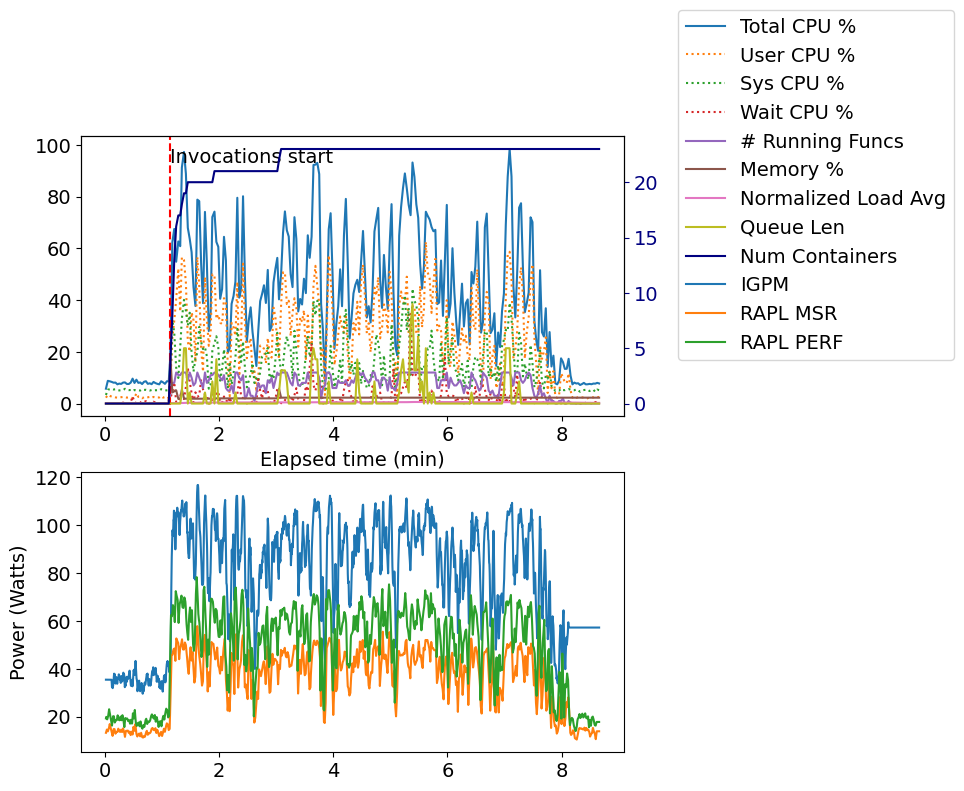 Total CPU %
User CPU %
Sys CPU %
Wait CPU %
# Running Funcs
Memory %
Normalized Load Avg
Queue Len
Num Containers
IGPM
RAPL MSR
RAPL PERF
100
80
60
40
20
0
Invocations start
20
15
10
5
0
0 2 4 6 8
Elapsed time (min)
120
100
80
60
40
20
Power (Watts)
0 2 4 6 8